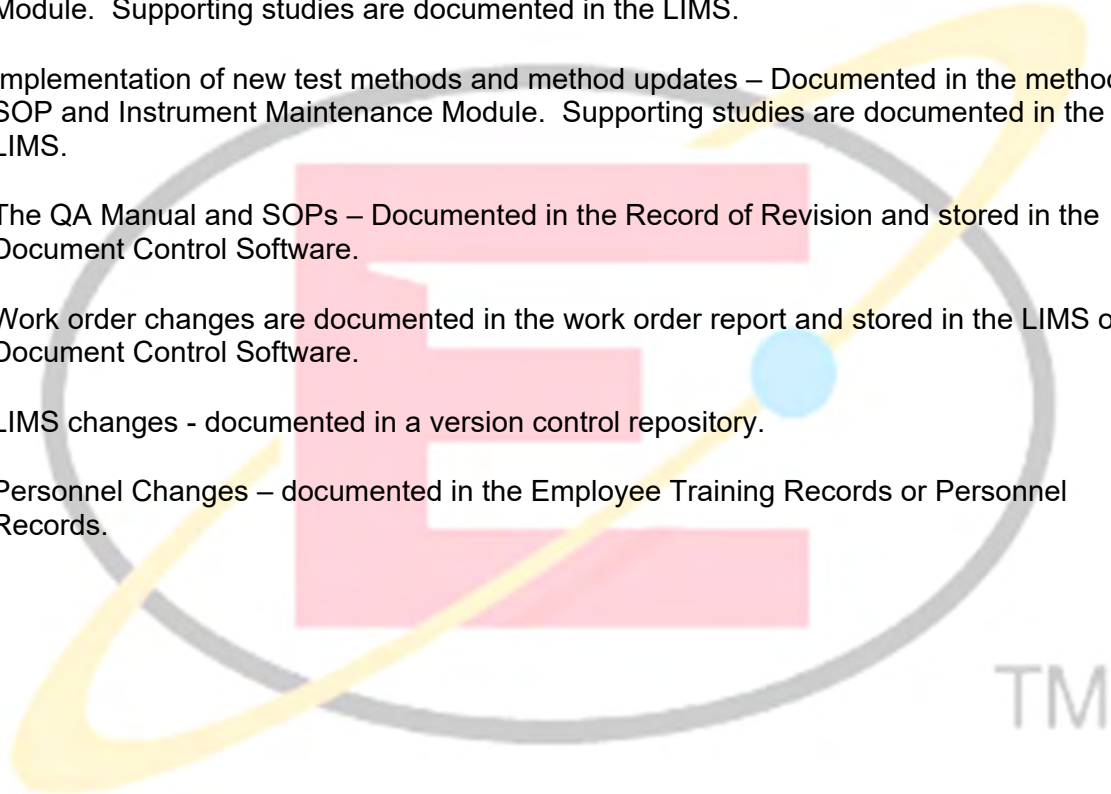 Module.  Supporting studies are documented in the LIMS.
mplementation of new test methods and method updates – Documented in the method
SOP and Instrument Maintenance Module.  Supporting studies are documented in the
LIMS.
The QA Manual and SOPs – Documented in the Record of Revision and stored in the
Document Control Software.
Work order changes are documented in the work order report and stored in the LIMS o
Document Control Software.
LIMS changes - documented in a version control repository.
Personnel Changes – documented in the Employee Training Records or Personnel
Records.
E
TM